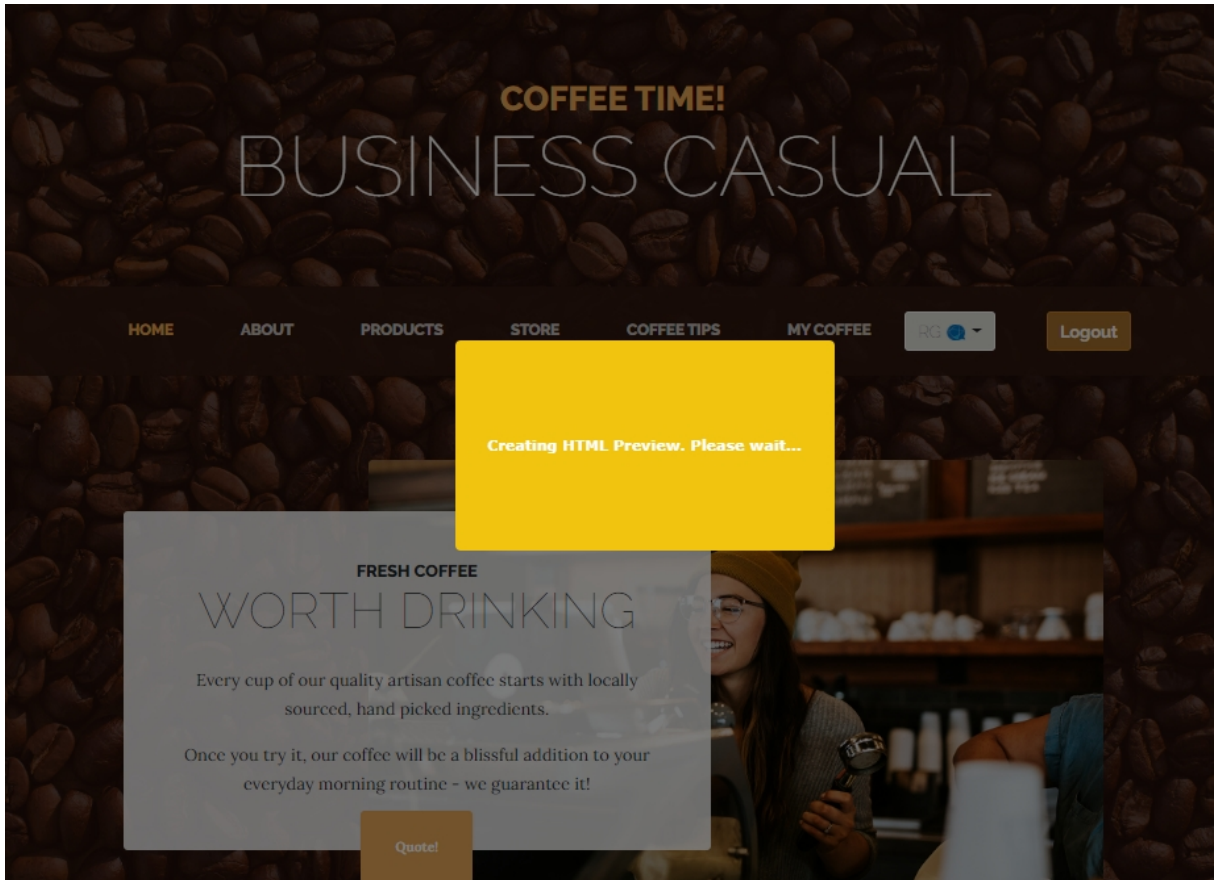 COFFEE TIME!
BUSINESS CASUAL
HOME ABOUT PRODUCTS STORE COFFEE TIPS MY COFFEE RG Logout
Creating HTML Preview. Please wait...
FRESH COFFEE
WORTH DRINKING
Every cup of our quality artisan coffee starts with locally
sourced, hand picked ingredients.
Once you try it, our coffee will be a blissful addition to your
everyday morning routine - we guarantee it!
Quote!